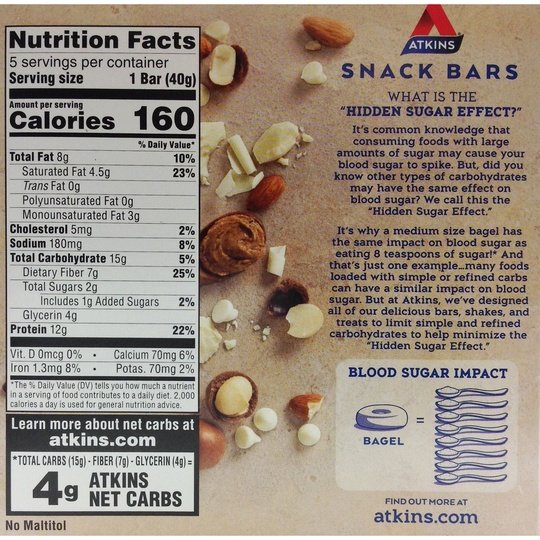 Nutrition Facts
5 servings per container
Serving size 1 Bar (40g)
Amount per serving
Calories 160
% Daily Value*
Total Fat 8g 10%
Saturated Fat 4.5g 23%
Trans Fat 0g
Polyunsaturated Fat 0g
Monounsaturated Fat 3g
Cholesterol 5mg 2%
Sodium 180mg 8%
Total Carbohydrate 15g 5%
Dietary Fiber 7g 25%
Total Sugars 2g
Includes 1g Added Sugars 2%
Glycerin 4g
Protein 12g 22%
Vit. D 0mcg 0% • Calcium 70mg 6%
Iron 1.3mg 8% • Potas. 70mg 2%
*The % Daily Value (DV) tells you how much a nutrient
in a serving of food contributes to a daily diet. 2,000
calories a day is used for general nutrition advice.
Learn more about net carbs at
atkins.com
*TOTAL CARBS (15g) - FIBER (7g) - GLYCERIN (4g) =
4g ATKINS
NET CARBS
No Maltitol
ATKINS
SNACK BARS
WHAT IS THE
"HIDDEN SUGAR EFFECT?"
It's common knowledge that
consuming foods with large
amounts of sugar may cause your
blood sugar to spike. But, did you
know other types of carbohydrates
may have the same effect on
blood sugar? We call this the
"Hidden Sugar Effect."
It's why a medium size bagel has
the same impact on blood sugar as
eating 8 teaspoons of sugar!* And
that's just one example...many foods
loaded with simple or refined carbs
can have a similar impact on blood
sugar. But at Atkins, we've designed
all of our delicious bars, shakes, and
treats to limit simple and refined
carbohydrates to help minimize the
"Hidden Sugar Effect."
BLOOD SUGAR IMPACT
BAGEL =
FIND OUT MORE AT
atkins.com